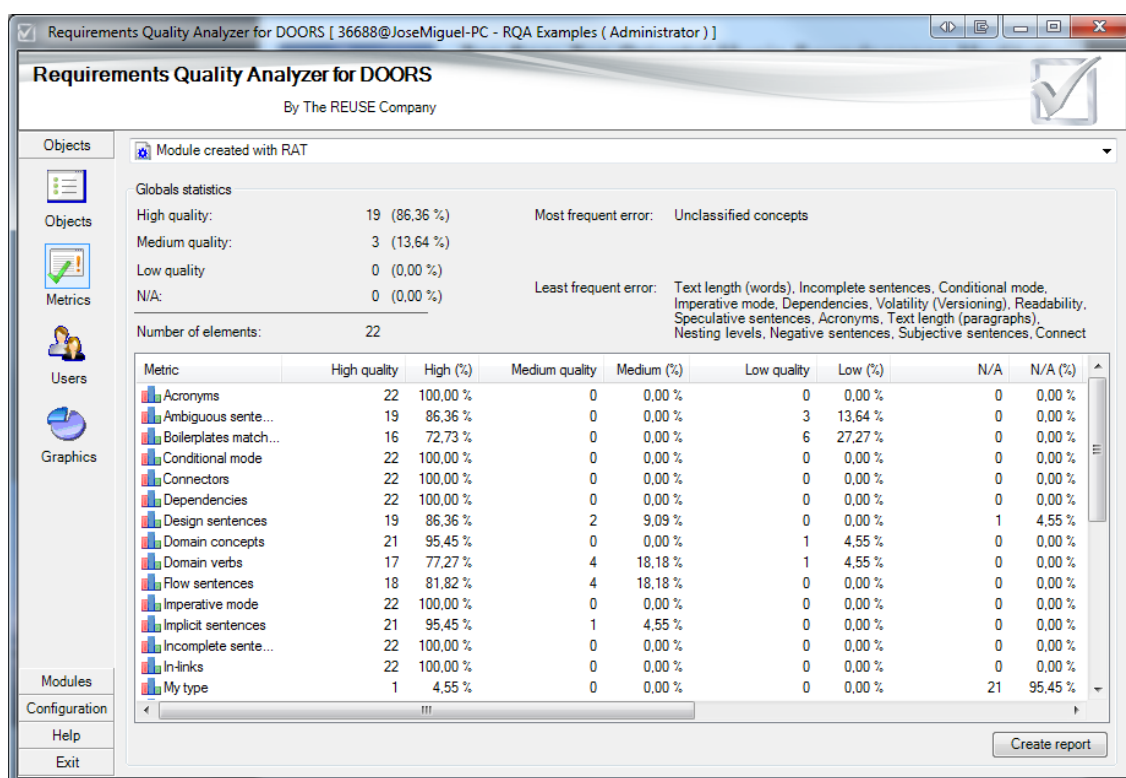 Requirements Quality Analyzer for DOORS [ 36688@JoseMiguel-PC - RQA Examples ( Administrator ) ]
Requirements Quality Analyzer for DOORS
By The REUSE Company
Objects
Module created with RAT
Objects
Metrics
Users
Graphics
Globals statistics
High quality: 19 (86,36 %)
Medium quality: 3 (13,64 %)
Low quality 0 (0,00 %)
N/A: 0 (0,00 %)
Number of elements: 22
Most frequent error: Unclassified concepts
Least frequent error: Text length (words), Incomplete sentences, Conditional mode,
Imperative mode, Dependencies, Volatility (Versioning), Readability,
Speculative sentences, Acronyms, Text length (paragraphs),
Nesting levels, Negative sentences, Subjective sentences, Connect
Metric High quality High (%) Medium quality Medium (%) Low quality Low (%) N/A N/A (%)
Acronyms 22 100,00 % 0 0,00 % 0 0,00 % 0 0,00 %
Ambiguous sente... 19 86,36 % 0 0,00 % 3 13,64 % 0 0,00 %
Boilerplates match... 16 72,73 % 0 0,00 % 6 27,27 % 0 0,00 %
Conditional mode 22 100,00 % 0 0,00 % 0 0,00 % 0 0,00 %
Connectors 22 100,00 % 0 0,00 % 0 0,00 % 0 0,00 %
Dependencies 22 100,00 % 0 0,00 % 0 0,00 % 0 0,00 %
Design sentences 19 86,36 % 2 9,09 % 0 0,00 % 1 4,55 %
Domain concepts 21 95,45 % 0 0,00 % 1 4,55 % 0 0,00 %
Domain verbs 17 77,27 % 4 18,18 % 1 4,55 % 0 0,00 %
Flow sentences 18 81,82 % 4 18,18 % 0 0,00 % 0 0,00 %
Imperative mode 22 100,00 % 0 0,00 % 0 0,00 % 0 0,00 %
Implicit sentences 21 95,45 % 1 4,55 % 0 0,00 % 0 0,00 %
Incomplete sente... 22 100,00 % 0 0,00 % 0 0,00 % 0 0,00 %
In-links 22 100,00 % 0 0,00 % 0 0,00 % 0 0,00 %
My type 1 4,55 % 0 0,00 % 0 0,00 % 21 95,45 %
Modules
Configuration
Help
Exit
Create report